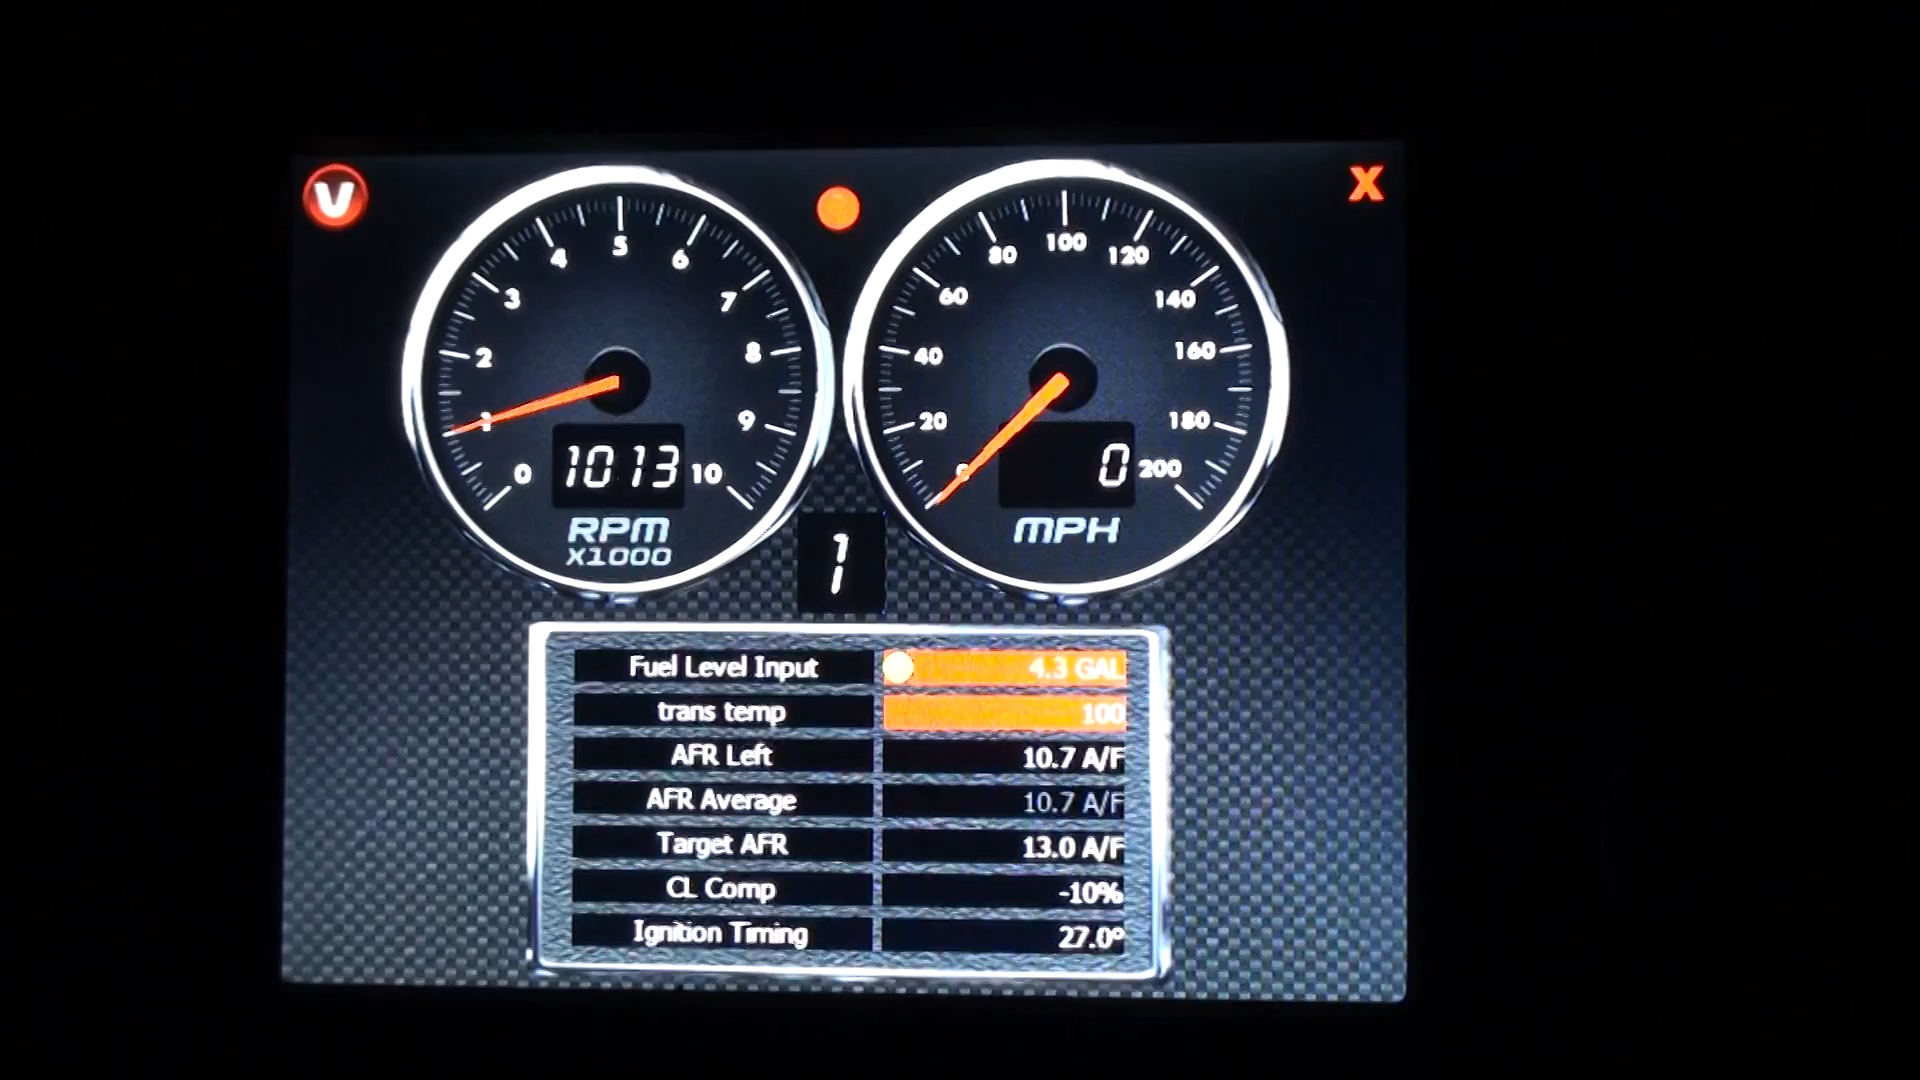 V
X
0 1 2 3 4 5 6 7 8 9 10
1013
RPM
X1000
0 20 40 60 80 100 120 140 160 180 200
0
MPH
1
Fuel Level Input 4.3 GAL
trans temp 100
AFR Left 10.7 A/F
AFR Average 10.7 A/F
Target AFR 13.0 A/F
CL Comp -10%
Ignition Timing 27.0°